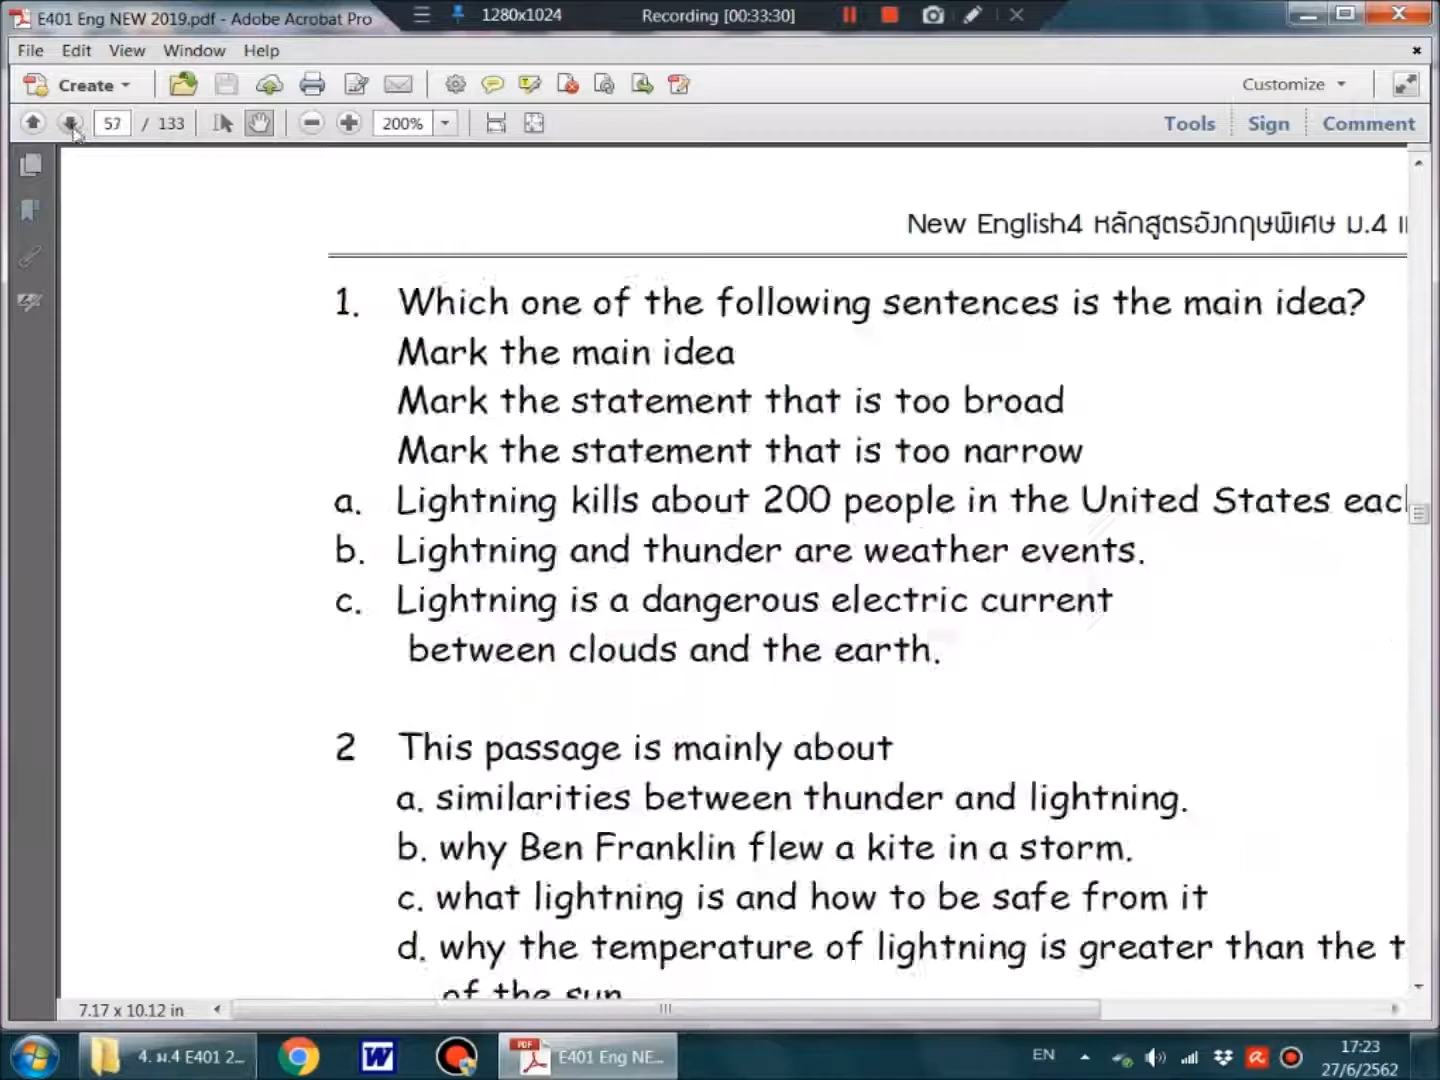 E401 Eng NEW 2019.pdf - Adobe Acrobat Pro
1280x1024
Recording [00:33:30]
File Edit View Window Help
Create
Customize
57 / 133
200%
Tools
Sign
Comment
New English4 หลักสูตรอังกฤษพิเศษ ม.4
1. Which one of the following sentences is the main idea?
Mark the main idea
Mark the statement that is too broad
Mark the statement that is too narrow
a. Lightning kills about 200 people in the United States eac
b. Lightning and thunder are weather events.
c. Lightning is a dangerous electric current
between clouds and the earth.
2 This passage is mainly about
a. similarities between thunder and lightning.
b. why Ben Franklin flew a kite in a storm.
c. what lightning is and how to be safe from it
d. why the temperature of lightning is greater than the t
of the sun
7.17 x 10.12 in
4. ม.4 E401 2...
PDF
E401 Eng NE...
EN
17:23
27/6/2562